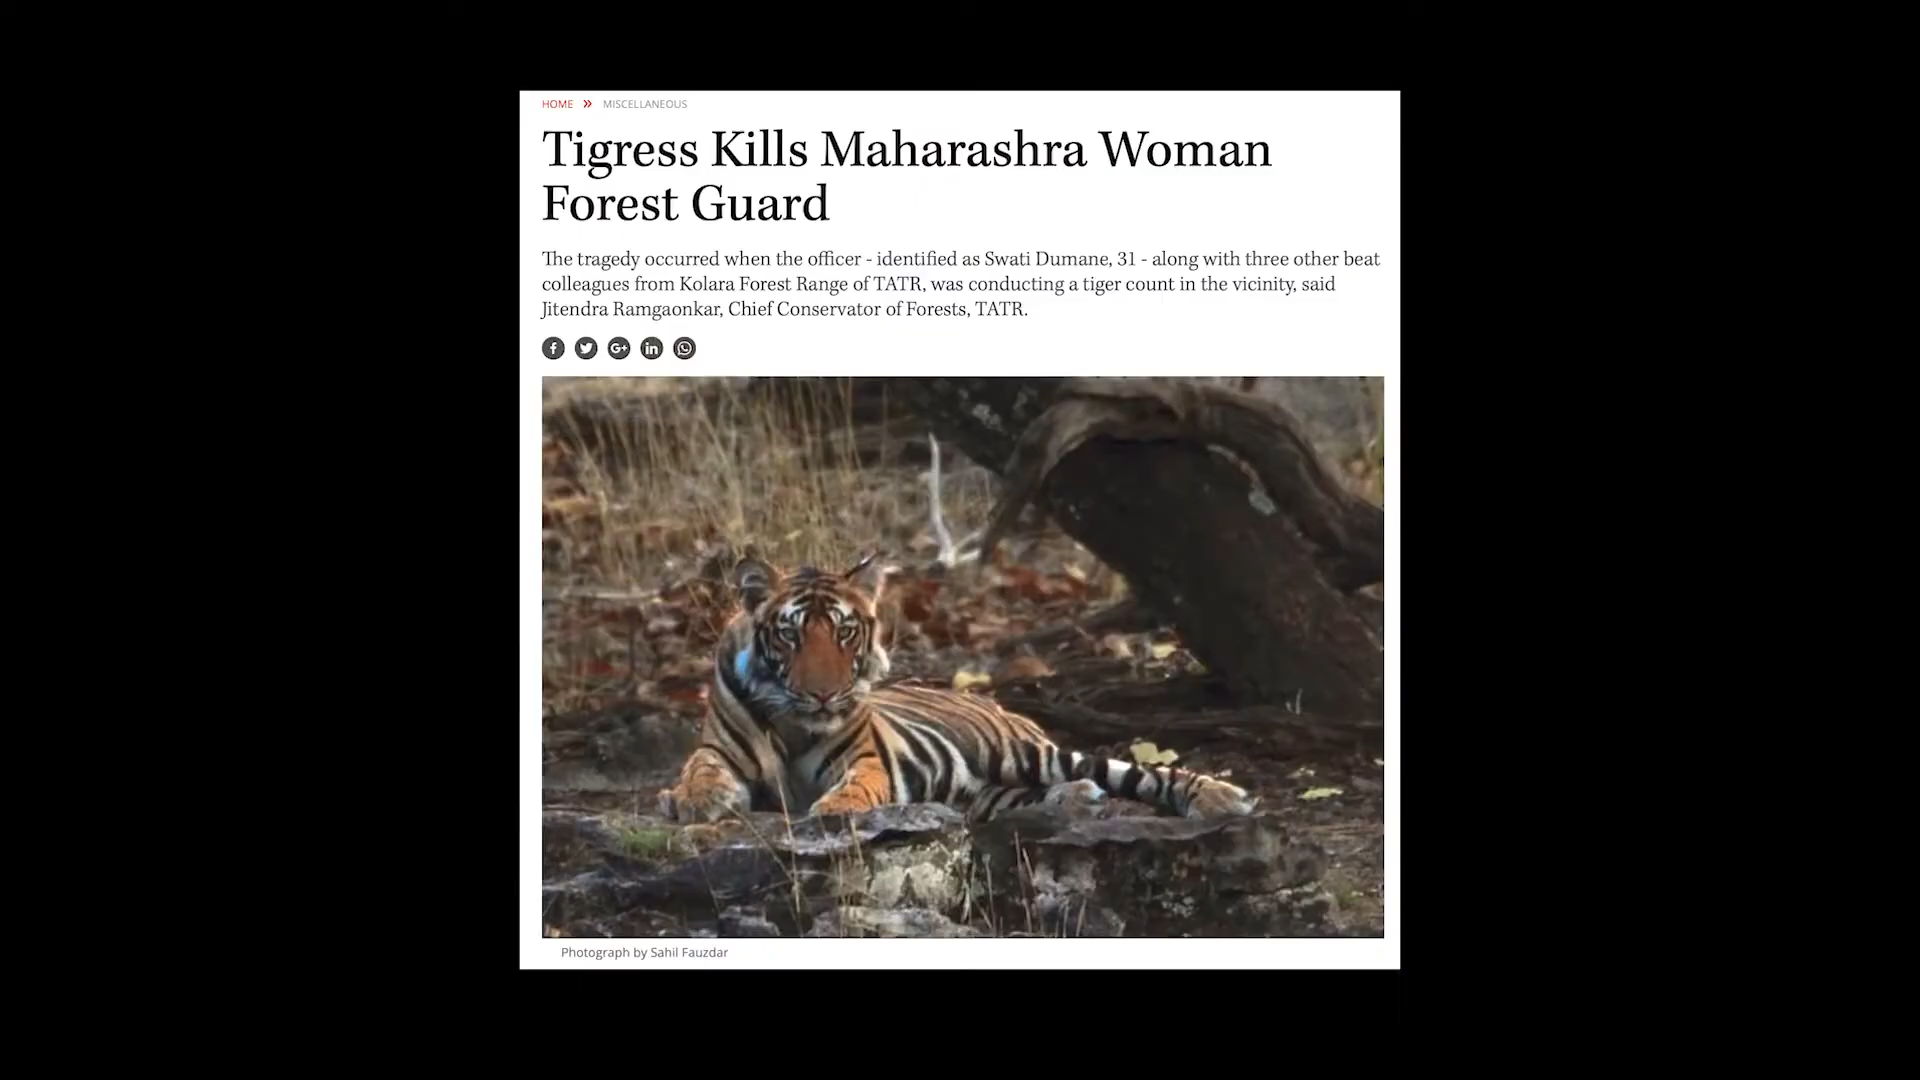 HOME » MISCELLANEOUS
Tigress Kills Maharashra Woman
Forest Guard
The tragedy occurred when the officer - identified as Swati Dumane, 31 - along with three other beat
colleagues from Kolara Forest Range of TATR, was conducting a tiger count in the vicinity, said
Jitendra Ramgaonkar, Chief Conservator of Forests, TATR.
f G+ in
Photograph by Sahil Fauzdar